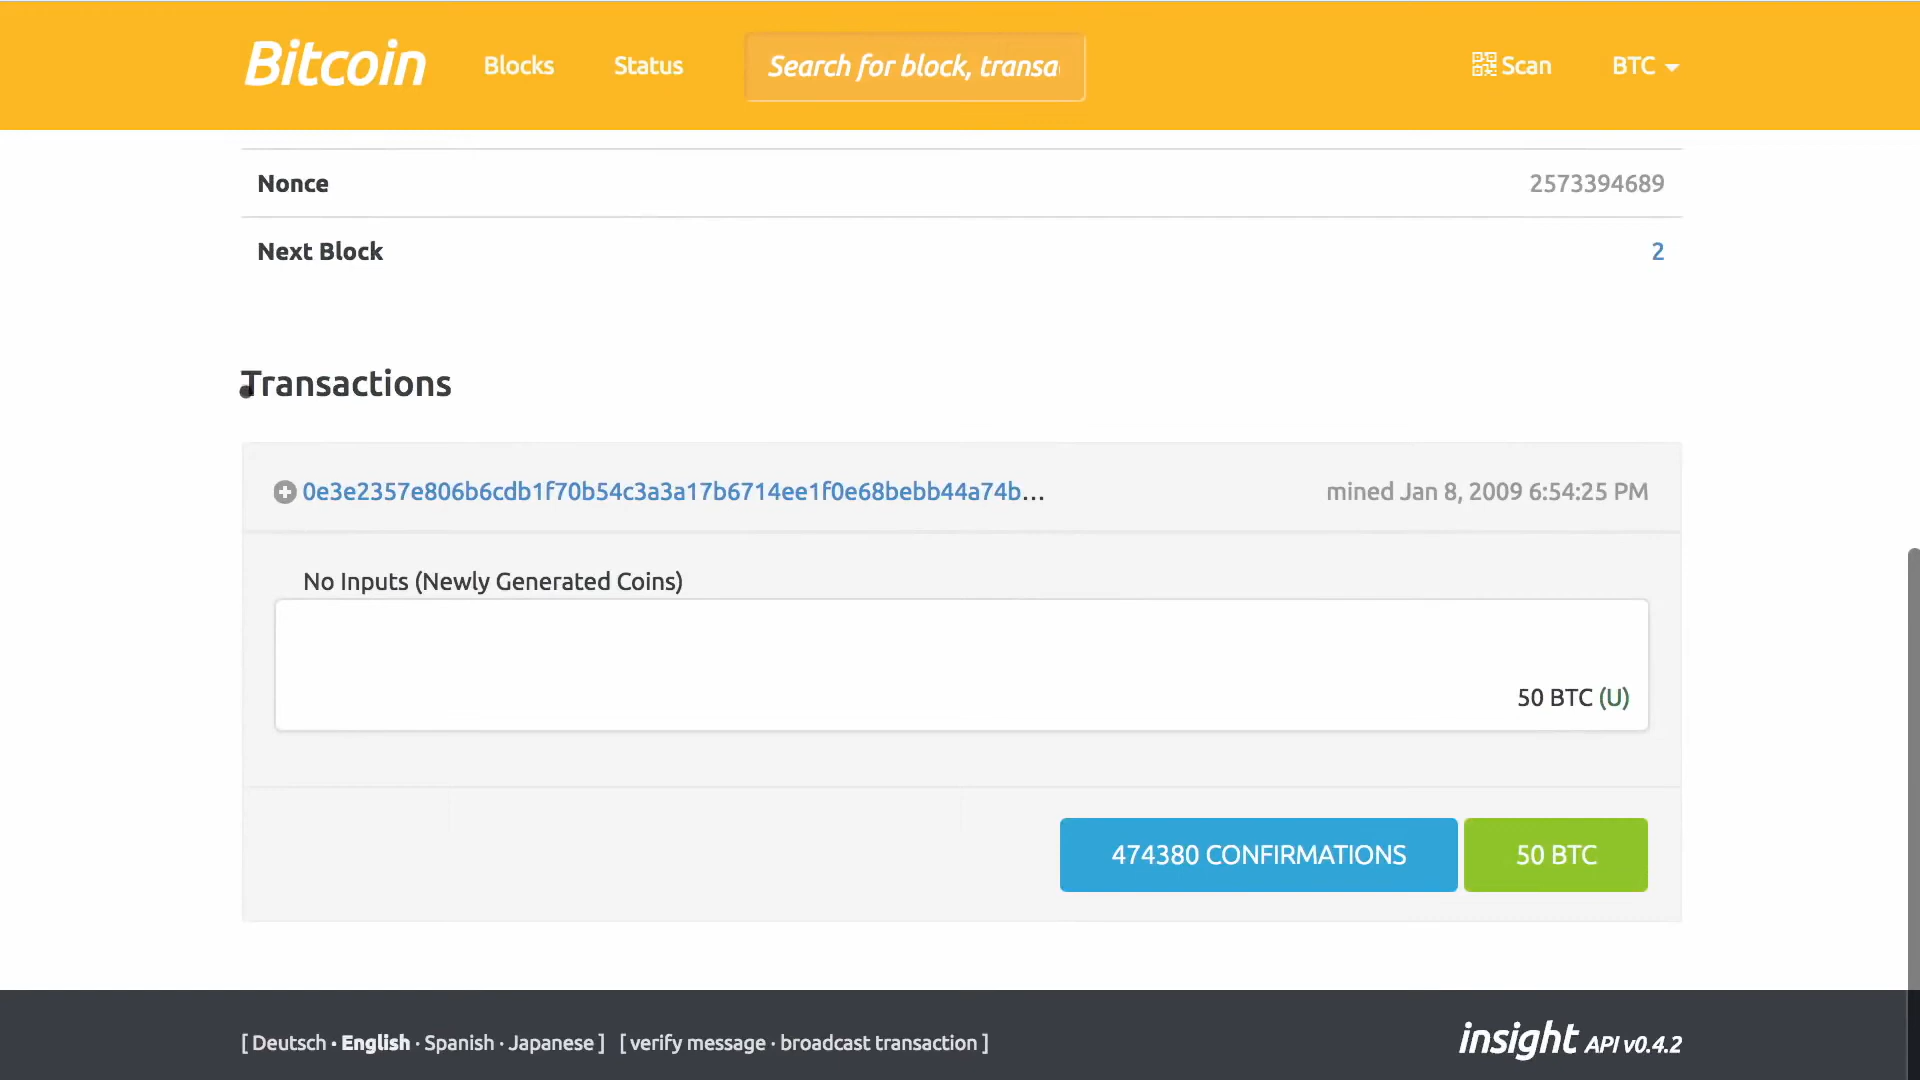 Bitcoin Blocks Status Search for block, transa Scan BTC
Nonce 2573394689
Next Block 2
Transactions
0e3e2357e806b6cdb1f70b54c3a3a17b6714ee1f0e68bebb44a74b... mined Jan 8, 2009 6:54:25 PM
No Inputs (Newly Generated Coins)
50 BTC (U)
474380 CONFIRMATIONS 50 BTC
[ Deutsch · English · Spanish · Japanese ] [ verify message · broadcast transaction ] insight API v0.4.2